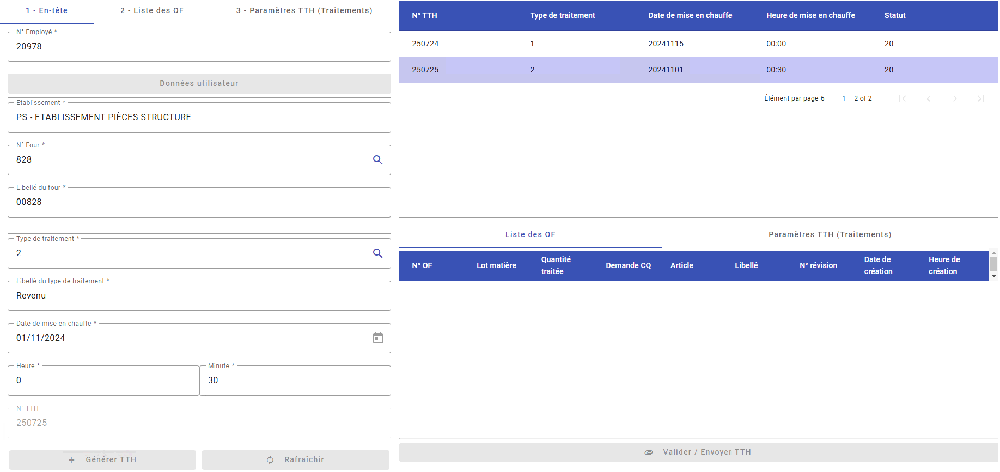 1 - En-tête
2 - Liste des OF
3 - Paramètres TTH (Traitements)
N° Employé *
20978
Données utilisateur
Etablissement *
PS - ETABLISSEMENT PIÈCES STRUCTURE
N° Four *
828
Libellé du four *
00828
Type de traitement *
2
Libellé du type de traitement *
Revenu
Date de mise en chauffe *
01/11/2024
Heure *
0
Minute *
30
N° TTH
250725
Générer TTH
Rafraîchir
N° TTH Type de traitement Date de mise en chauffe Heure de mise en chauffe Statut
250724 1 20241115 00:00 20
250725 2 20241101 00:30 20
Élément par page 6 1 – 2 of 2
Liste des OF
Paramètres TTH (Traitements)
N° OF
Lot matière
Quantité
traitée
Demande CQ
Article
Libellé
N° révision
Date de
création
Heure de
création
Valider / Envoyer TTH